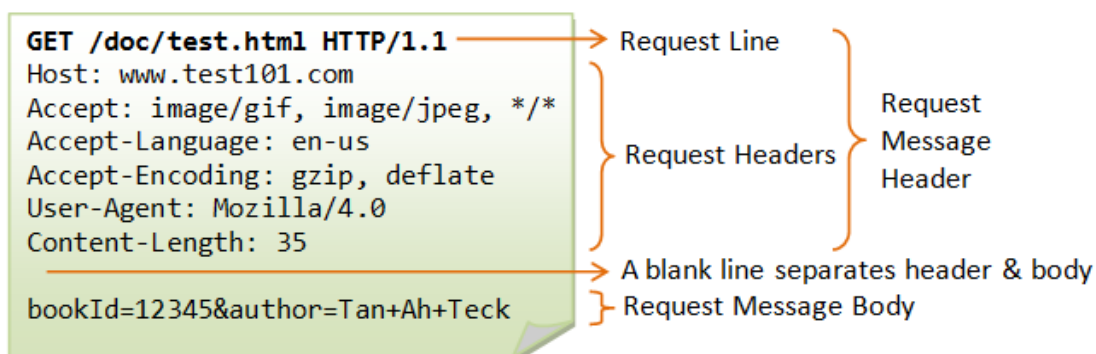 GET /doc/test.html HTTP/1.1
Request Line
Host: www.test101.com
Accept: image/gif, image/jpeg, */*
Accept-Language: en-us
Accept-Encoding: gzip, deflate
User-Agent: Mozilla/4.0
Content-Length: 35
Request Headers
Request
Message
Header
A blank line separates header & body
bookId=12345&author=Tan+Ah+Teck
Request Message Body